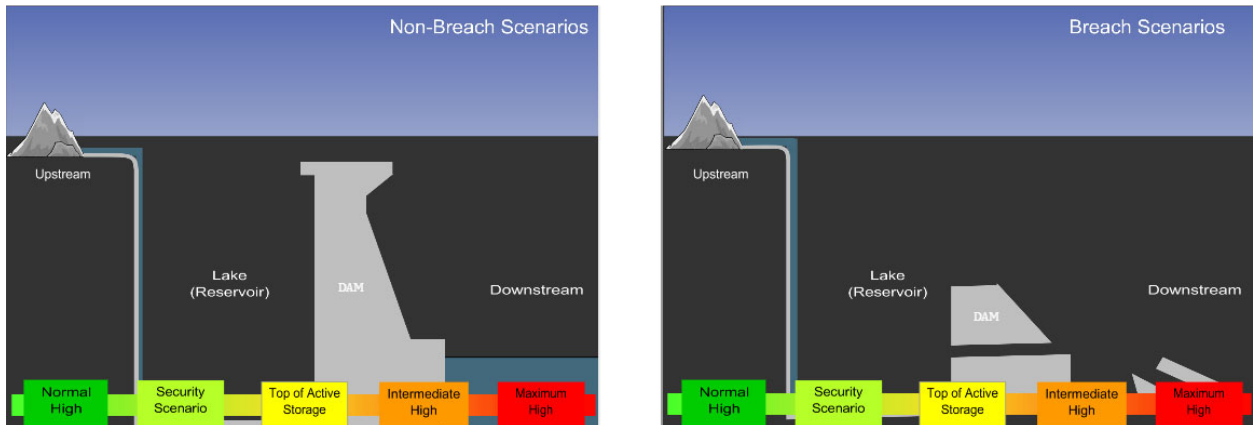 Non-Breach Scenarios
Upstream
Lake
(Reservoir)
DAM
Downstream
Normal
High
Security
Scenario
Top of Active
Storage
Intermediate
High
Maximum
High
Breach Scenarios
Upstream
Lake
(Reservoir)
DAM
Downstream
Normal
High
Security
Scenario
Top of Active
Storage
Intermediate
High
Maximum
High